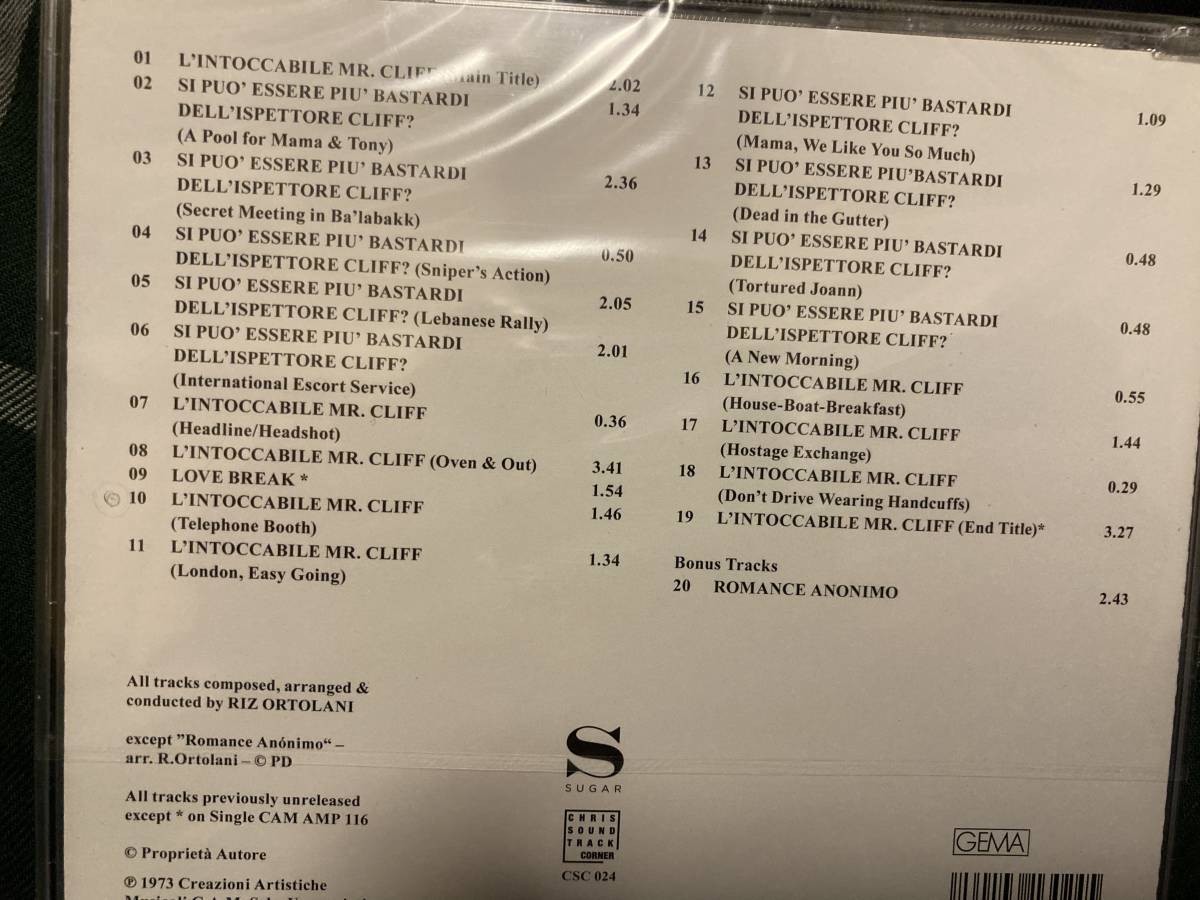 01 L'INTOCCABILE MR. CLIFF (Main Title) 2.02
02 SI PUO' ESSERE PIU' BASTARDI 1.34
DELL'ISPETTORE CLIFF?
(A Pool for Mama & Tony)
03 SI PUO' ESSERE PIU' BASTARDI 2.36
DELL'ISPETTORE CLIFF?
(Secret Meeting in Ba'labakk)
04 SI PUO' ESSERE PIU' BASTARDI 0.50
DELL'ISPETTORE CLIFF? (Sniper's Action)
05 SI PUO' ESSERE PIU' BASTARDI 2.05
DELL'ISPETTORE CLIFF? (Lebanese Rally)
06 SI PUO' ESSERE PIU' BASTARDI 2.01
DELL'ISPETTORE CLIFF?
(International Escort Service)
07 L'INTOCCABILE MR. CLIFF 0.36
(Headline/Headshot)
08 L'INTOCCABILE MR. CLIFF (Oven & Out) 3.41
09 LOVE BREAK * 1.54
10 L'INTOCCABILE MR. CLIFF 1.46
(Telephone Booth)
11 L'INTOCCABILE MR. CLIFF 1.34
(London, Easy Going)
12 SI PUO' ESSERE PIU' BASTARDI 1.09
DELL'ISPETTORE CLIFF?
(Mama, We Like You So Much)
13 SI PUO' ESSERE PIU'BASTARDI 1.29
DELL'ISPETTORE CLIFF?
(Dead in the Gutter)
14 SI PUO' ESSERE PIU' BASTARDI 0.48
DELL'ISPETTORE CLIFF?
(Tortured Joann)
15 SI PUO' ESSERE PIU' BASTARDI 0.48
DELL'ISPETTORE CLIFF?
(A New Morning)
16 L'INTOCCABILE MR. CLIFF 0.55
(House-Boat-Breakfast)
17 L'INTOCCABILE MR. CLIFF 1.44
(Hostage Exchange)
18 L'INTOCCABILE MR. CLIFF 0.29
(Don't Drive Wearing Handcuffs)
19 L'INTOCCABILE MR. CLIFF (End Title)* 3.27
Bonus Tracks
20 ROMANCE ANONIMO 2.43
All tracks composed, arranged &
conducted by RIZ ORTOLANI
except "Romance Anónimo“ –
arr. R.Ortolani – © PD
All tracks previously unreleased
except * on Single CAM AMP 116
© Proprietà Autore
℗ 1973 Creazioni Artistiche
S
SUGAR
CHRIS
SOUND
TRACK
CORNER
CSC 024
GEMA